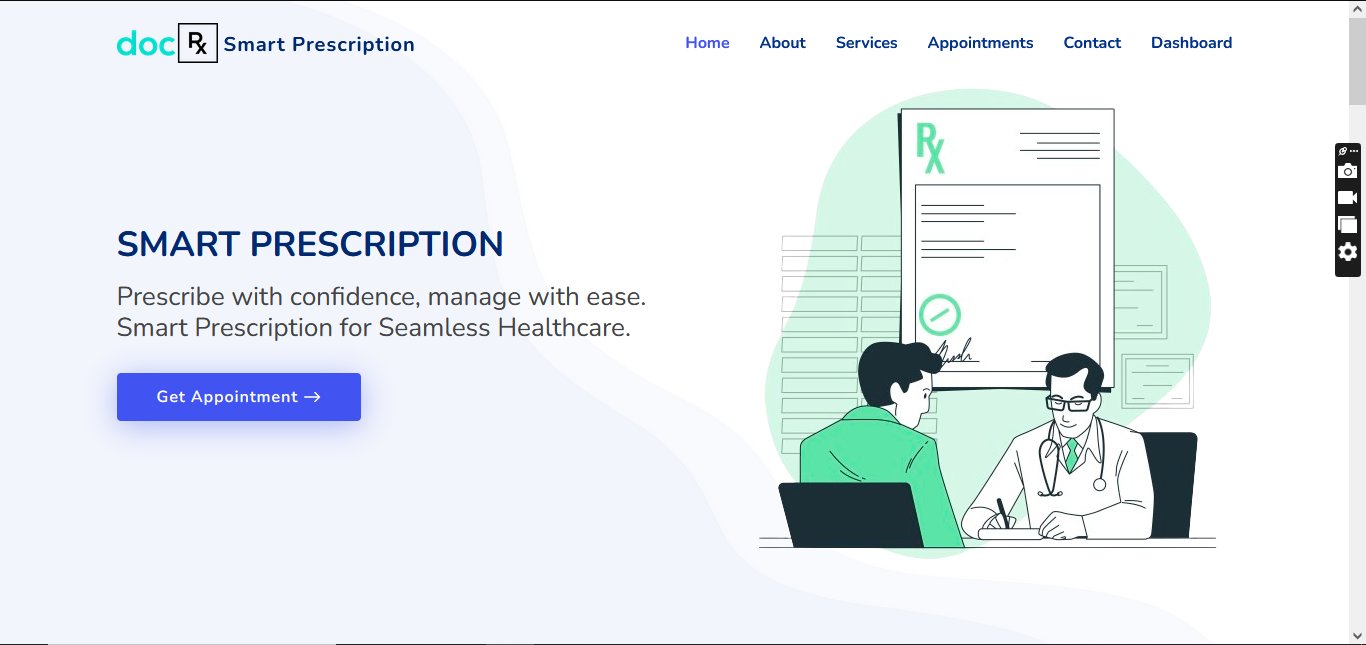 doc Rx Smart Prescription
Home About Services Appointments Contact Dashboard
SMART PRESCRIPTION
Prescribe with confidence, manage with ease.
Smart Prescription for Seamless Healthcare.
Get Appointment →
Rx